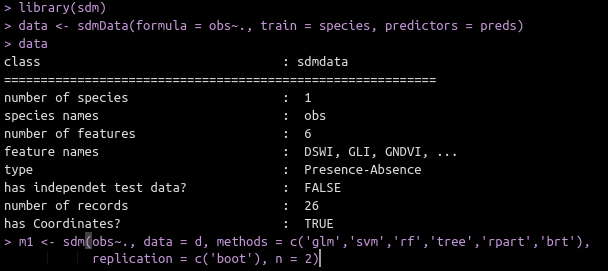 > library(sdm)
> data <- sdmData(formula = obs~., train = species, predictors = preds)
> data
class                                 : sdmdata
===========================================================
number of species                     :  1
species names                         :  obs
number of features                    :  6
feature names                         :  DSWI, GLI, GNDVI, ...
type                                  :  Presence-Absence
has independet test data?             :  FALSE
number of records                     :  26
has Coordinates?                      :  TRUE
> m1 <- sdm(obs~., data = d, methods = c('glm','svm','rf','tree','rpart','brt'),
            replication = c('boot'), n = 2)